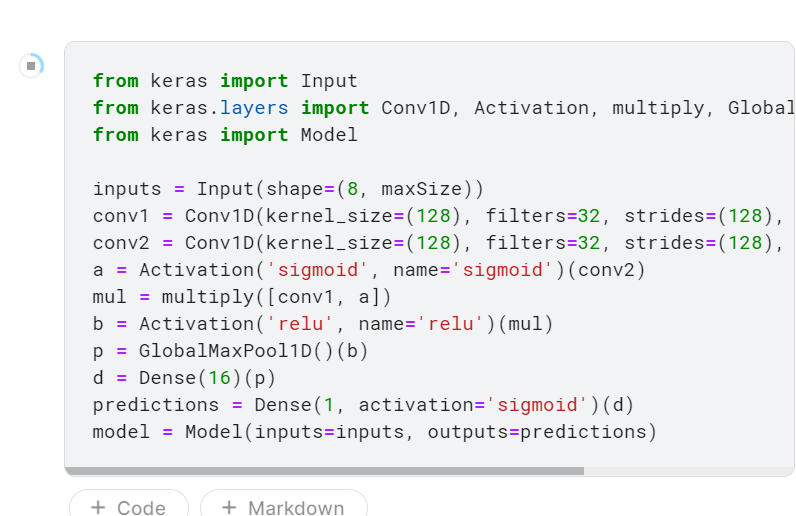 from keras import Input
from keras.layers import Conv1D, Activation, multiply, Global
from keras import Model
inputs = Input(shape=(8, maxSize))
conv1 = Conv1D(kernel_size=(128), filters=32, strides=(128),
conv2 = Conv1D(kernel_size=(128), filters=32, strides=(128),
a = Activation('sigmoid', name='sigmoid')(conv2)
mul = multiply([conv1, a])
b = Activation('relu', name='relu')(mul)
p = GlobalMaxPool1D()(b)
d = Dense(16)(p)
predictions = Dense(1, activation='sigmoid')(d)
model = Model(inputs=inputs, outputs=predictions)
+ Code + Markdown